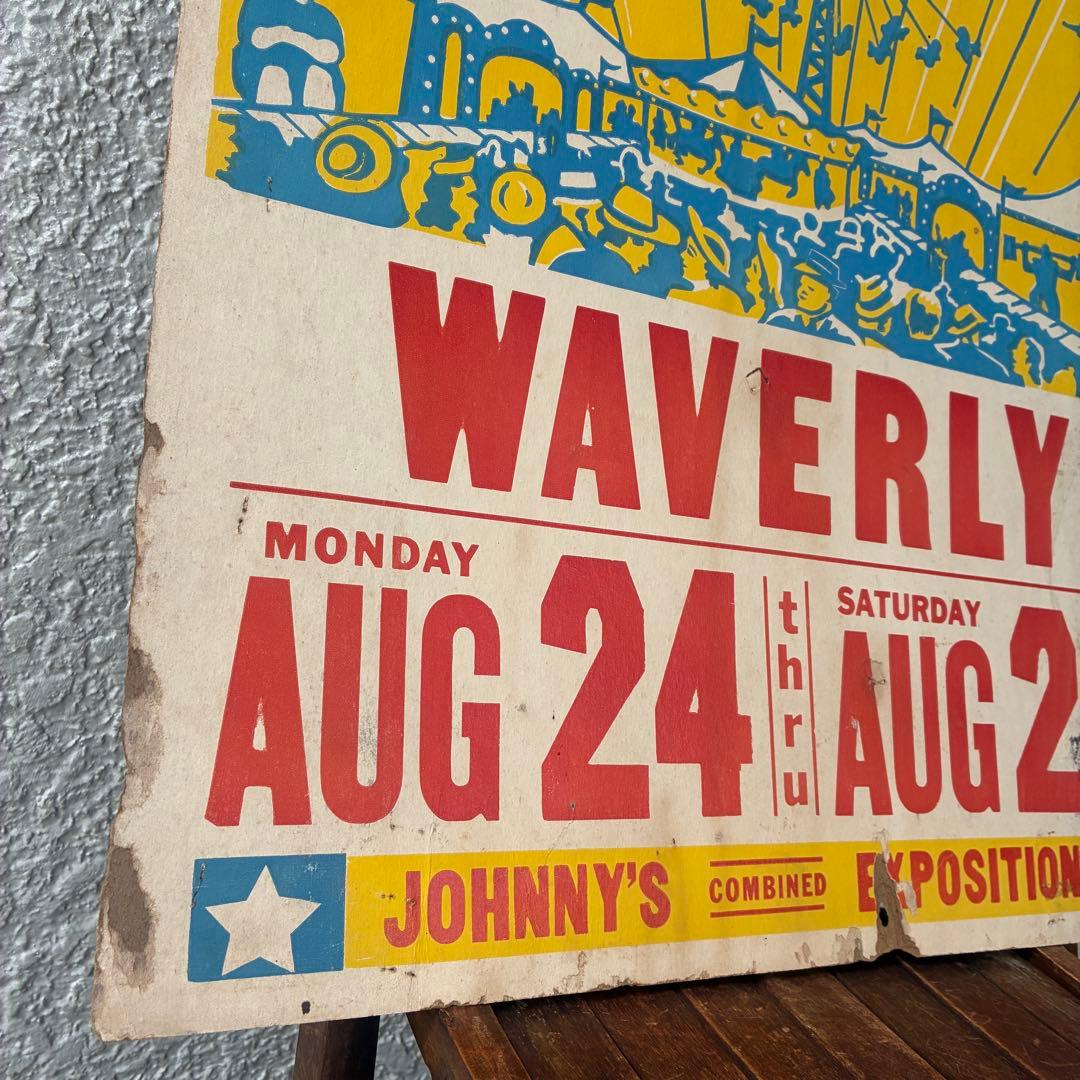 WAVERLY
MONDAY
AUG 24
thru
SATURDAY
AUG 2
JOHNNY'S COMBINED EXPOSITION